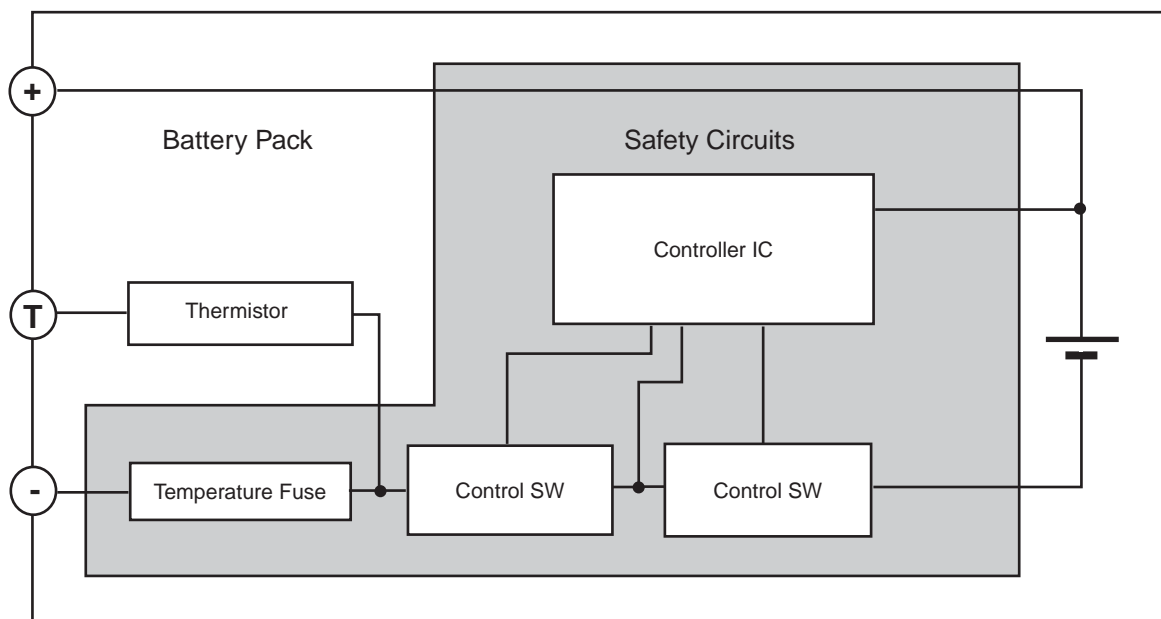 +
Battery Pack
Safety Circuits
Controller IC
T
Thermistor
-
Temperature Fuse
Control SW
Control SW